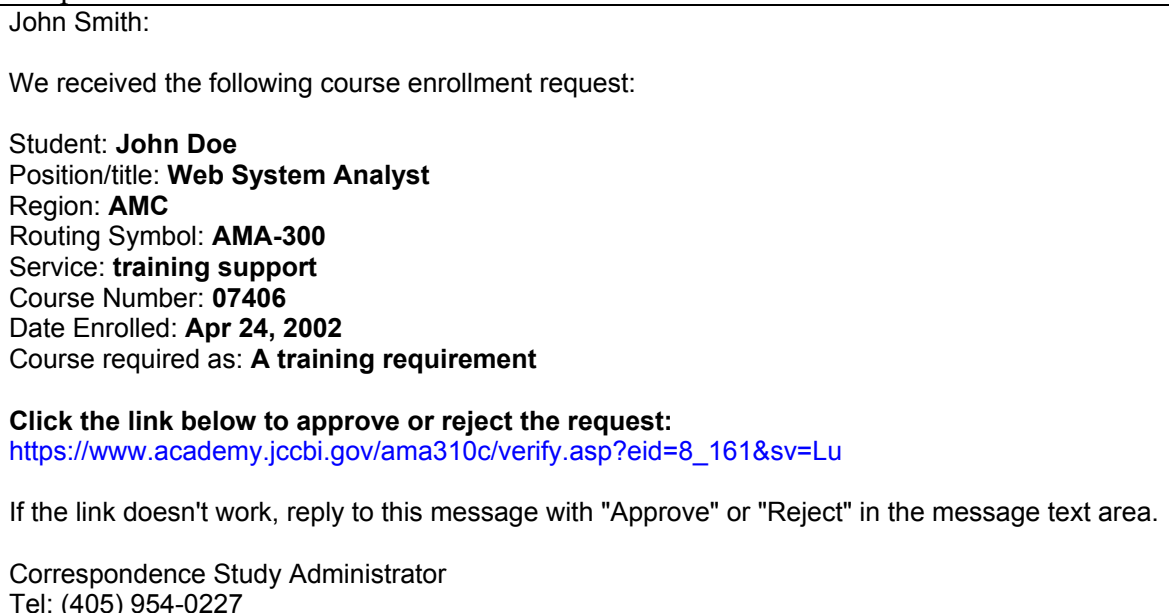 John Smith:
We received the following course enrollment request:
Student: John Doe
Position/title: Web System Analyst
Region: AMC
Routing Symbol: AMA-300
Service: training support
Course Number: 07406
Date Enrolled: Apr 24, 2002
Course required as: A training requirement
Click the link below to approve or reject the request:
https://www.academy.jccbi.gov/ama310c/verify.asp?eid=8_161&sv=Lu
If the link doesn't work, reply to this message with "Approve" or "Reject" in the message text area.
Correspondence Study Administrator
Tel: (405) 954-0227